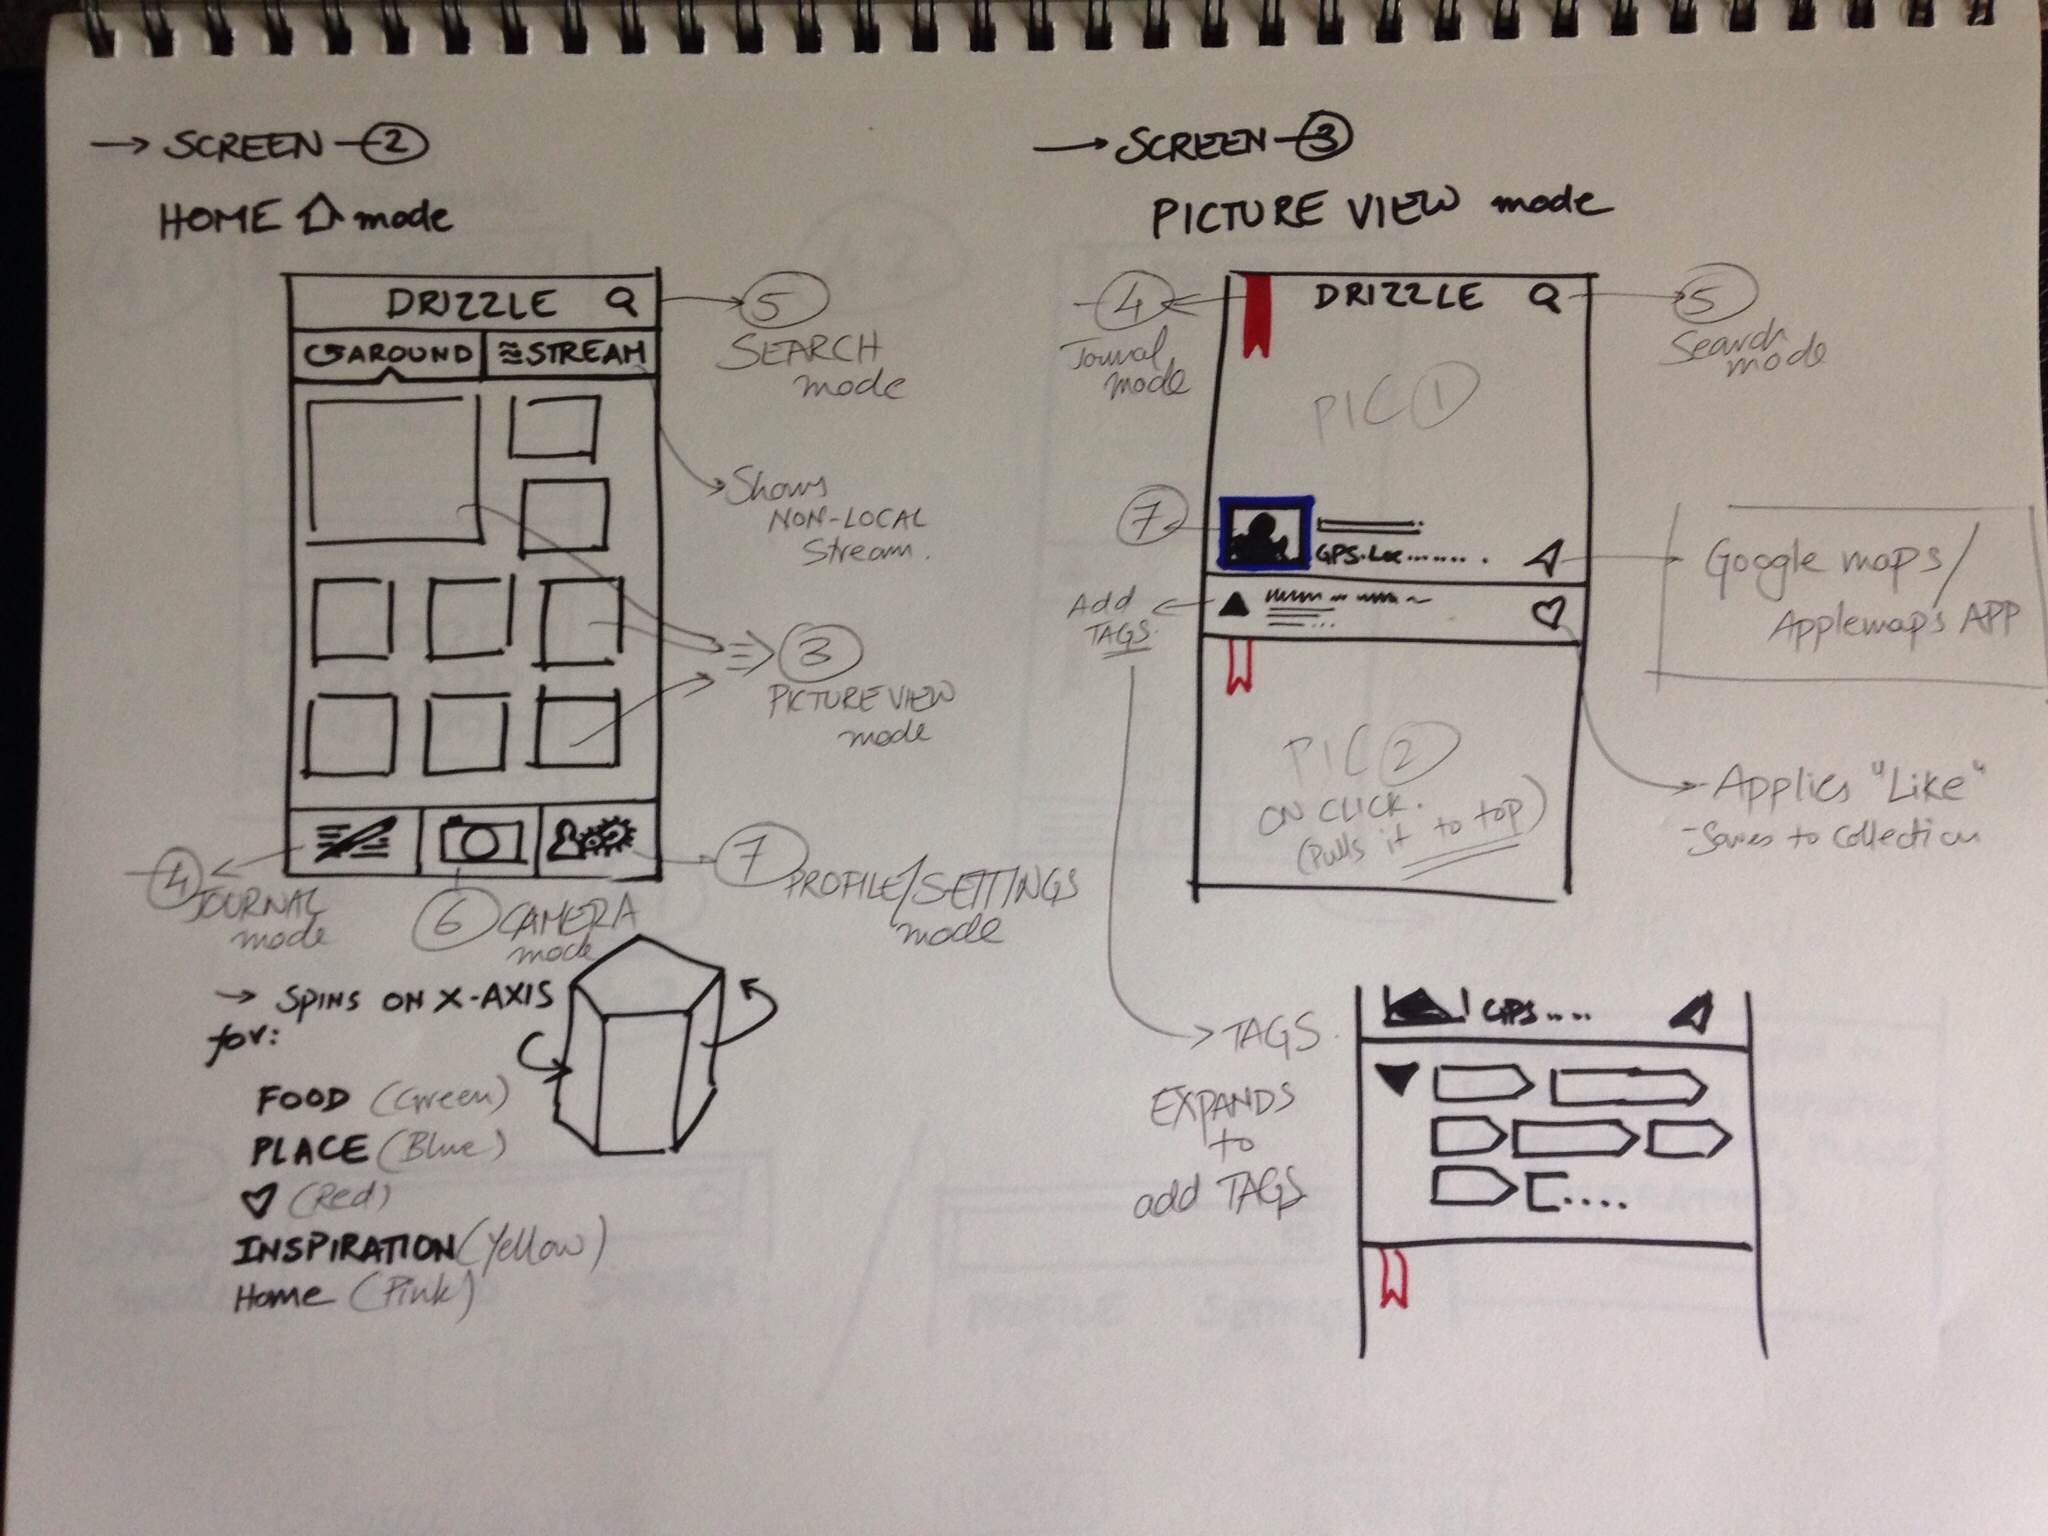 → SCREEN - 2
HOME mode
DRIZZLE
AROUND
STREAM
5
SEARCH
mode
Shows
NON-LOCAL
Stream.
3
PICTURE VIEW
mode
4
JOURNAL
mode
6 CAMERA
mode
7 PROFILE/SETTINGS
mode
→ SPINS ON X-AXIS
for:
FOOD (Green)
PLACE (Blue)
♡ (Red)
INSPIRATION (Yellow)
Home (Pink)
→ SCREEN - 3
PICTURE VIEW mode
4
Journal
mode
DRIZZLE
5
Search
mode
PIC 1
7
GPS.Loc........
Google maps/
Applemaps APP
Add
TAGS.
PIC 2
ON CLICK.
(Pulls it to top)
- Applies "Like"
- Saves to Collection
TAGS.
EXPANDS
to
add TAGS
GPS....